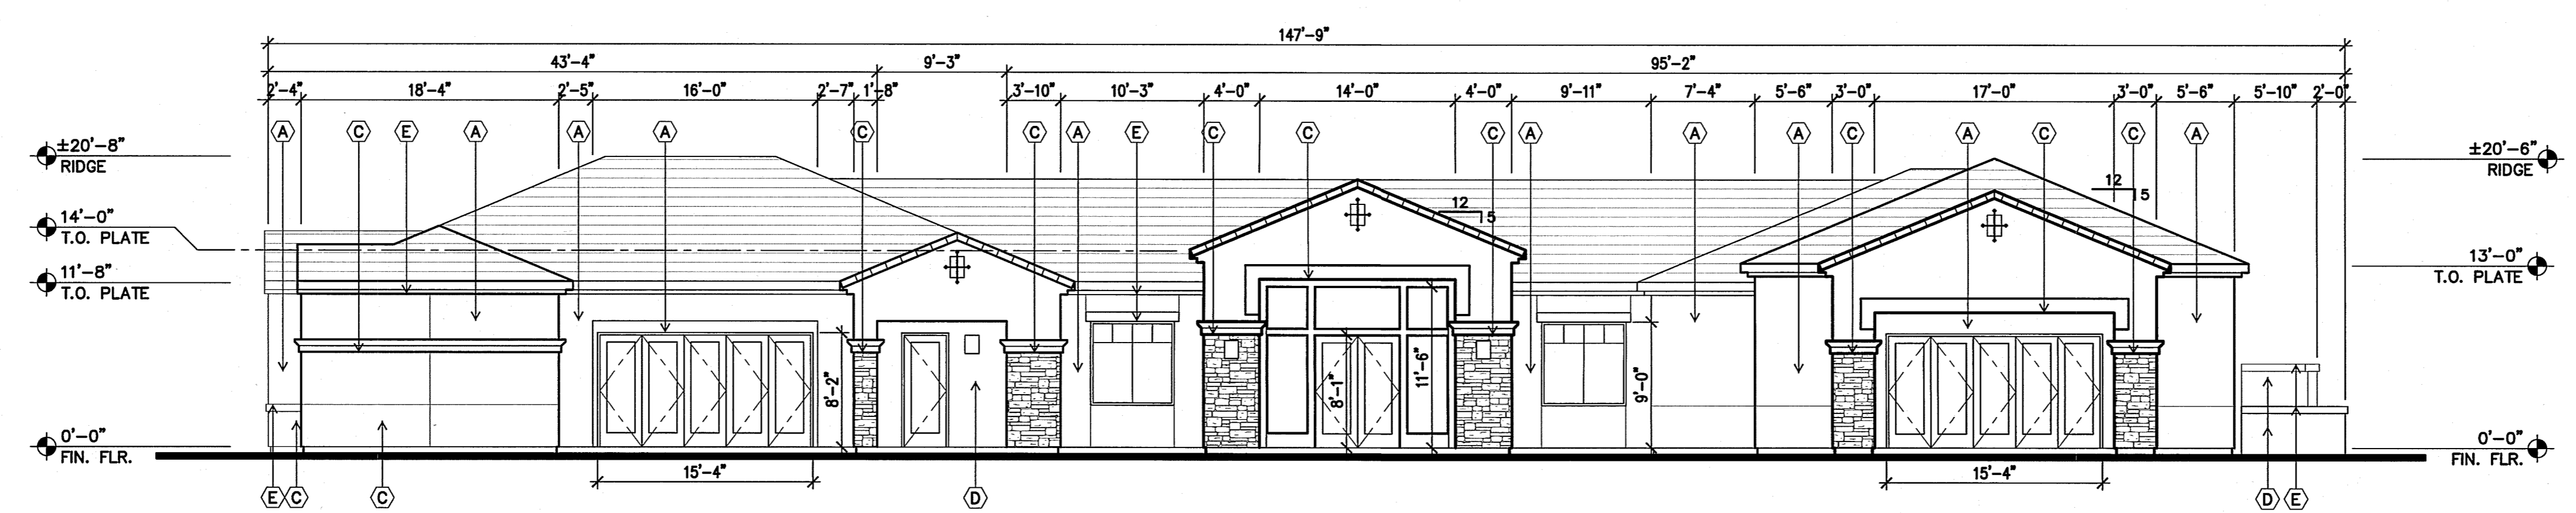 147'-9"
43'-4" 9'-3" 95'-2"
2'-4" 18'-4" 2'-5" 16'-0" 2'-7" 1'-8" 3'-10" 10'-3" 4'-0" 14'-0" 4'-0" 9'-11" 7'-4" 5'-6" 3'-0" 17'-0" 3'-0" 5'-6" 5'-10" 2'-0"
A C E A A A C C A E C C C A A A C A C C A
±20'-8"
RIDGE
±20'-6"
RIDGE
12
5
12
5
14'-0"
T.O. PLATE
11'-8"
T.O. PLATE
13'-0"
T.O. PLATE
8'-2"
8'-1"
11'-6"
9'-0"
0'-0"
FIN. FLR.
0'-0"
FIN. FLR.
15'-4"
15'-4"
E C C D D E